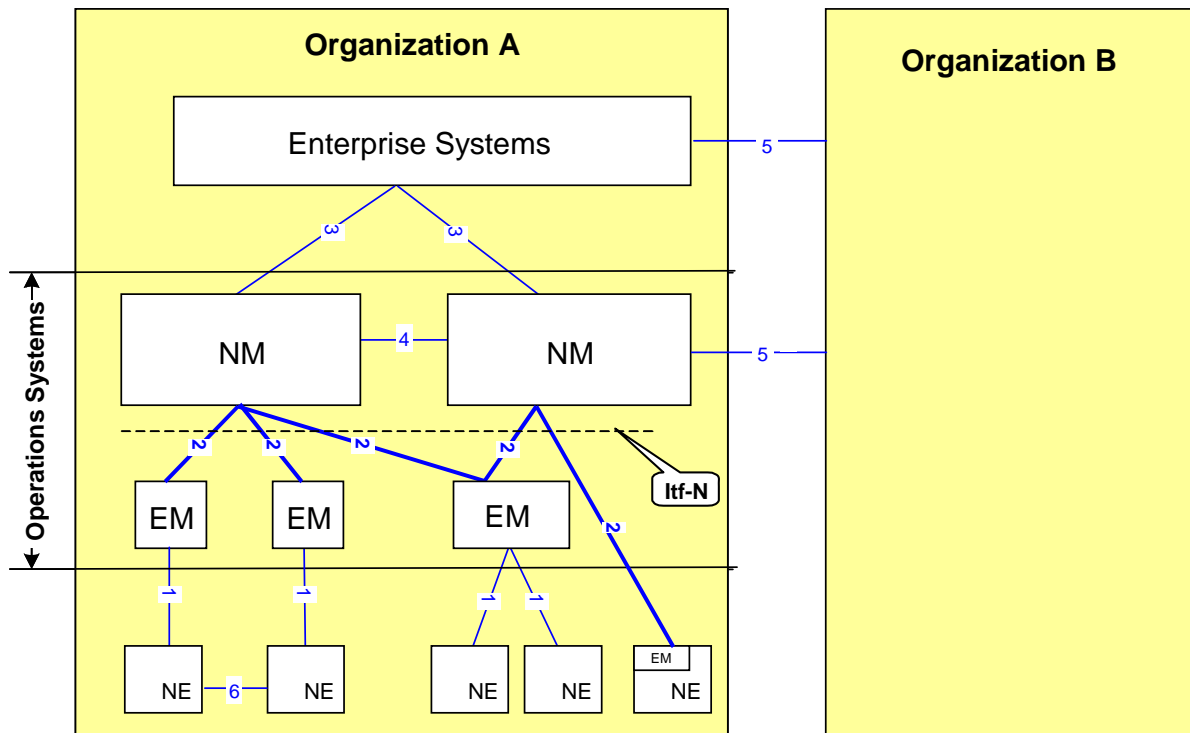 Organization A
Organization B
Enterprise Systems
5
3
3
Operations Systems
NM
4
NM
5
2
2
2
2
Itf-N
EM
EM
EM
2
1
1
1
1
EM
NE
6
NE
NE
NE
NE